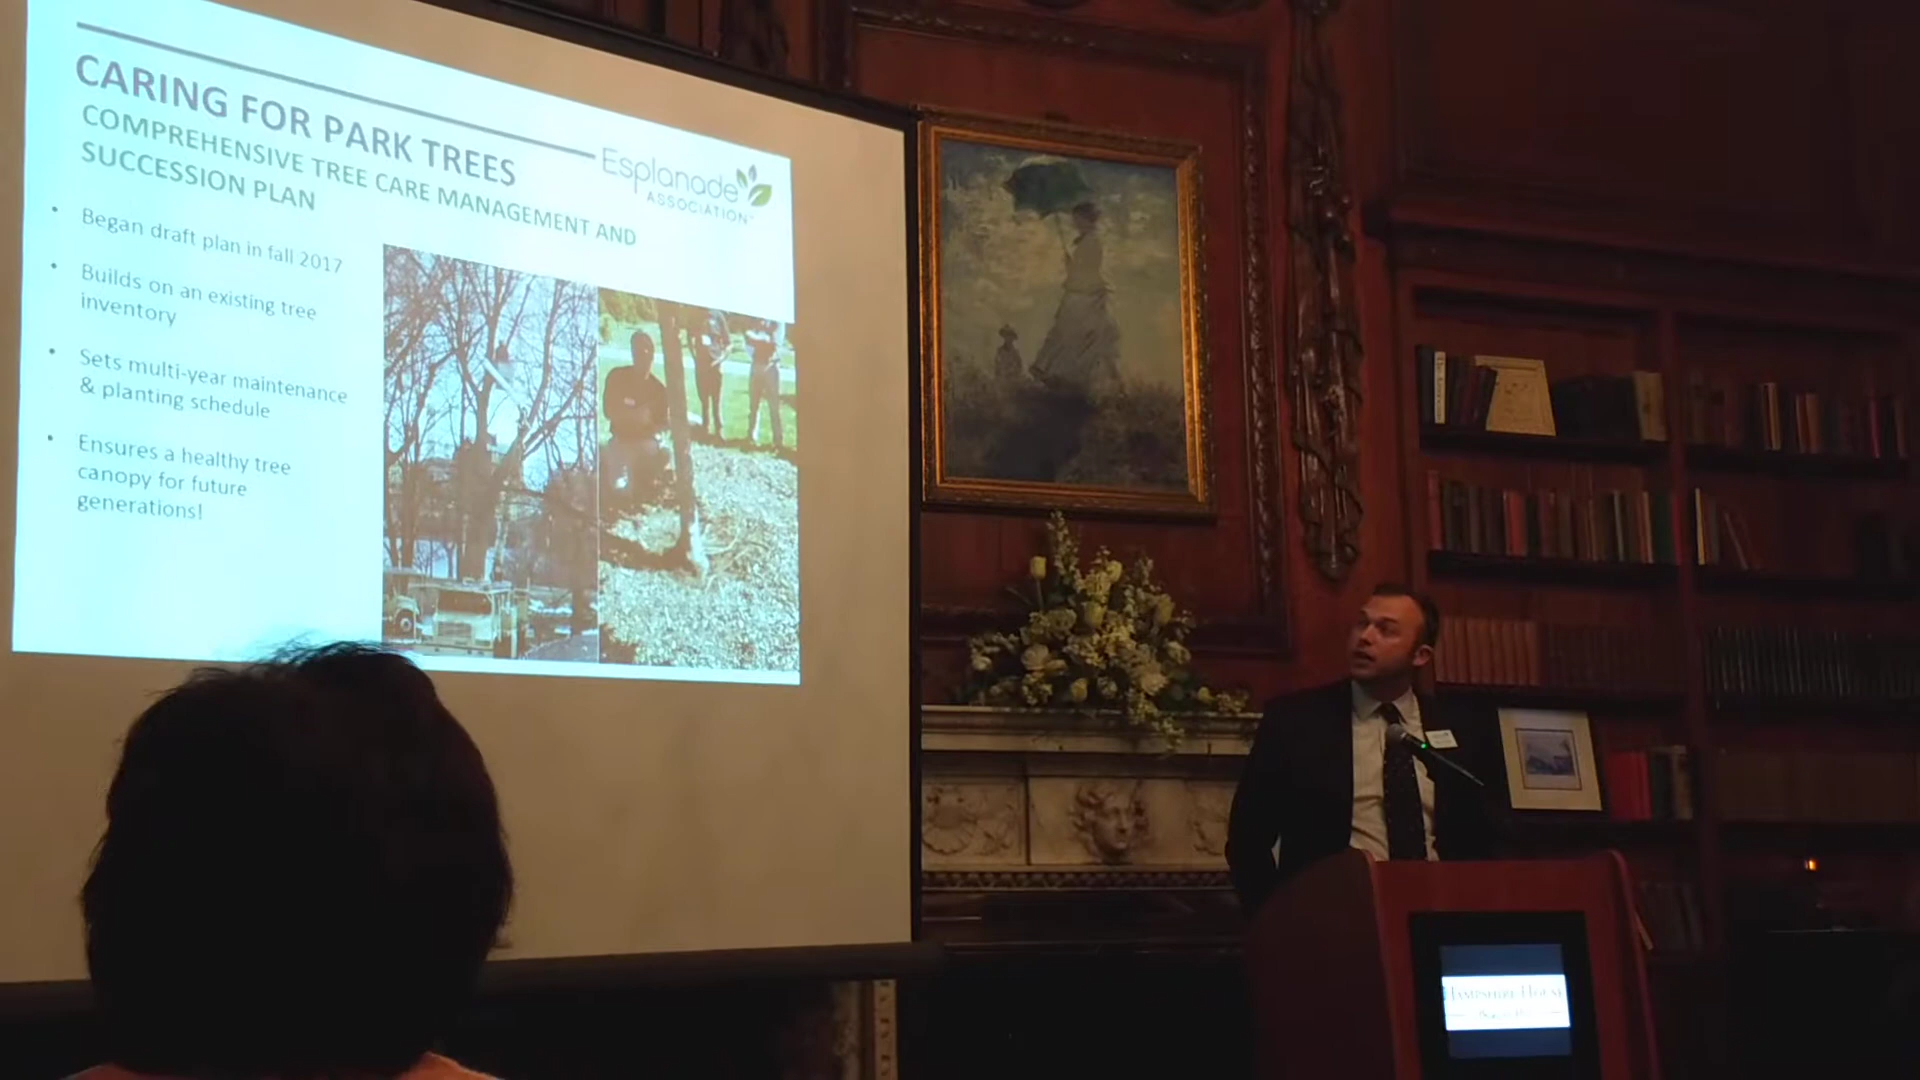 CARING FOR PARK TREES
COMPREHENSIVE TREE CARE MANAGEMENT AND
SUCCESSION PLAN
Esplanade
ASSOCIATION
• Began draft plan in fall 2017
• Builds on an existing tree
inventory
• Sets multi-year maintenance
& planting schedule
• Ensures a healthy tree
canopy for future
generations!
HAMPSHIRE HOUSE